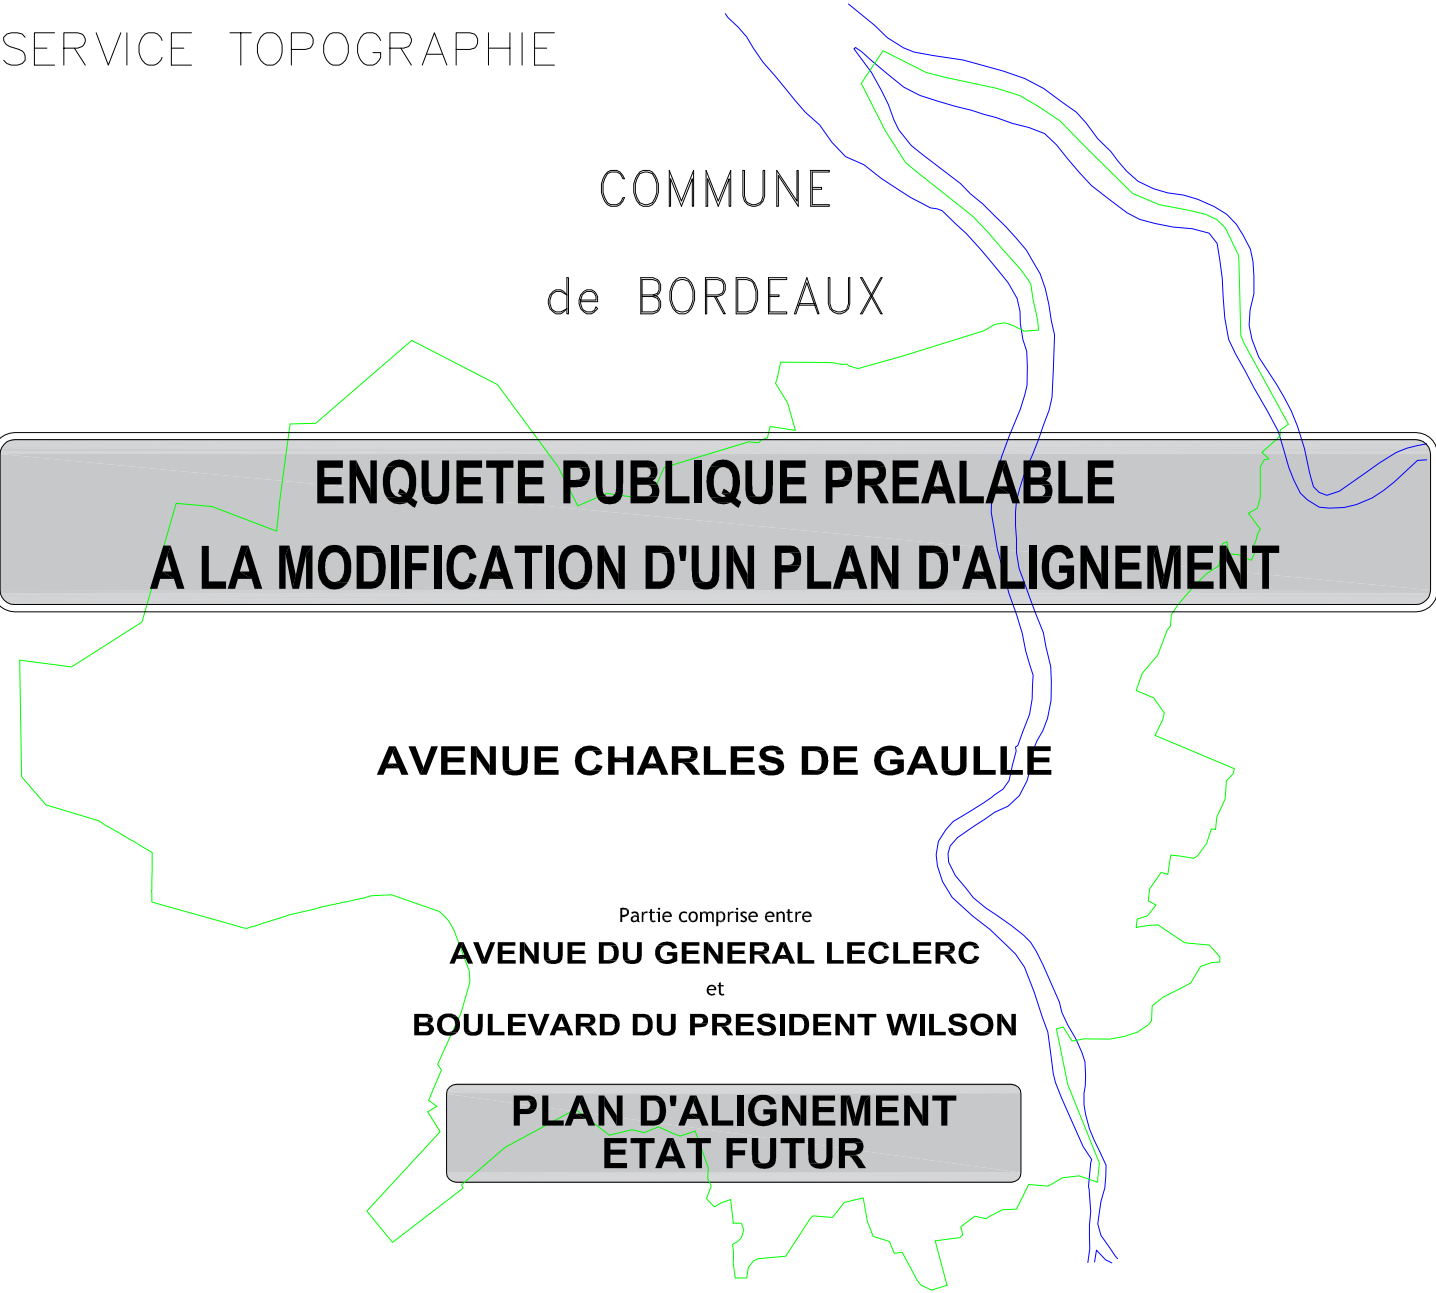 SERVICE TOPOGRAPHIE
COMMUNE
de BORDEAUX
ENQUETE PUBLIQUE PREALABLE
A LA MODIFICATION D'UN PLAN D'ALIGNEMENT
AVENUE CHARLES DE GAULLE
Partie comprise entre
AVENUE DU GENERAL LECLERC
et
BOULEVARD DU PRESIDENT WILSON
PLAN D'ALIGNEMENT
ETAT FUTUR